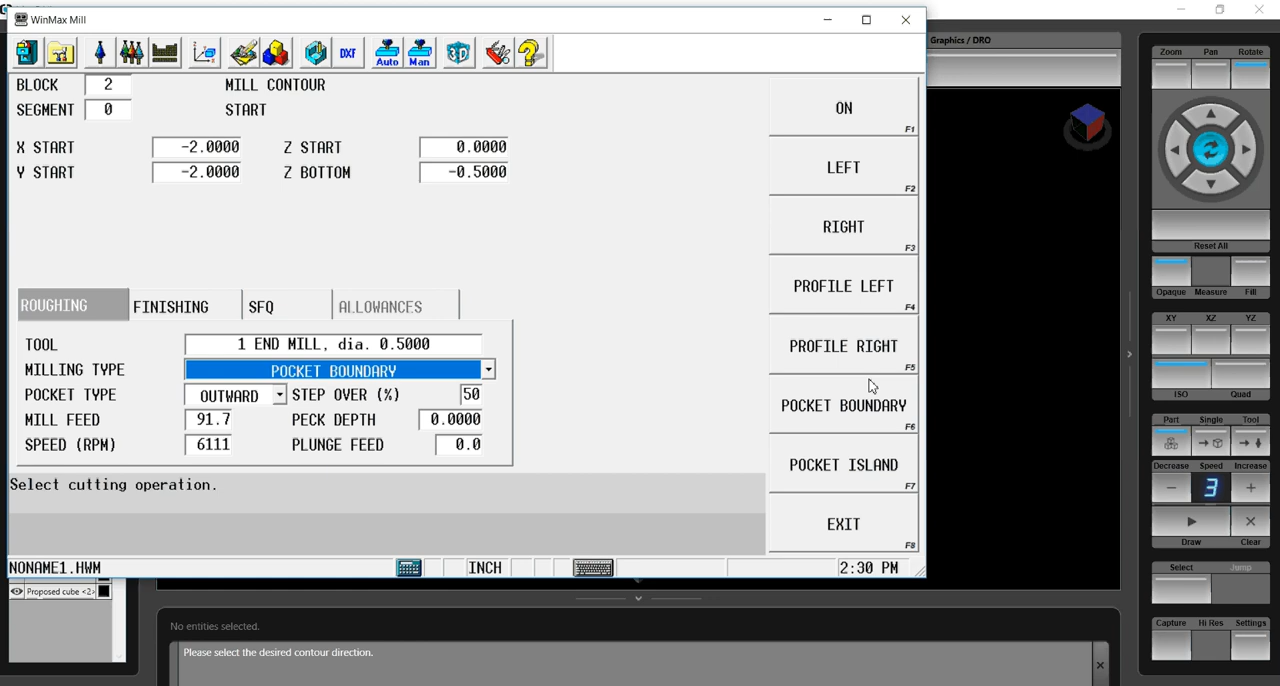 WinMax Mill
Graphics / DRO
DXF
Auto
Man
3D
BLOCK 2 MILL CONTOUR
SEGMENT 0 START
X START -2.0000 Z START 0.0000
Y START -2.0000 Z BOTTOM -0.5000
ROUGHING FINISHING SFQ ALLOWANCES
TOOL 1 END MILL, dia. 0.5000
MILLING TYPE POCKET BOUNDARY
POCKET TYPE OUTWARD STEP OVER (%) 50
MILL FEED 91.7 PECK DEPTH 0.0000
SPEED (RPM) 6111 PLUNGE FEED 0.0
Select cutting operation.
NONAME1.HWM INCH 2:30 PM
ON
F1
LEFT
F2
RIGHT
F3
PROFILE LEFT
F4
PROFILE RIGHT
F5
POCKET BOUNDARY
F6
POCKET ISLAND
F7
EXIT
F8
Proposed cube <2>
No entities selected.
Please select the desired contour direction.
Zoom Pan Rotate
Reset All
Opaque Measure Fill
XY XZ YZ
ISO Quad
Part Single Tool
Decrease Speed Increase
3
Draw Clear
Select Jump
Capture Hi Res Settings